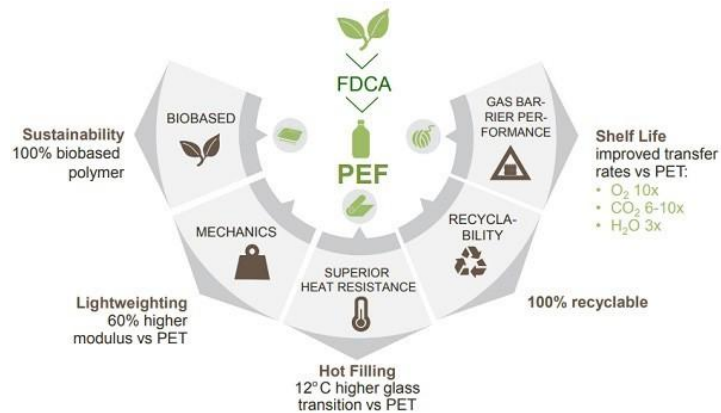 FDCA
PEF
BIOBASED
Sustainability
100% biobased
polymer
MECHANICS
Lightweighting
60% higher
modulus vs PET
SUPERIOR
HEAT RESISTANCE
Hot Filling
12°C higher glass
transition vs PET
RECYCLA-
BILITY
100% recyclable
GAS BAR-
RIER PER-
FORMANCE
Shelf Life
improved transfer
rates vs PET:
• O₂ 10x
• CO₂ 6-10x
• H₂O 3x